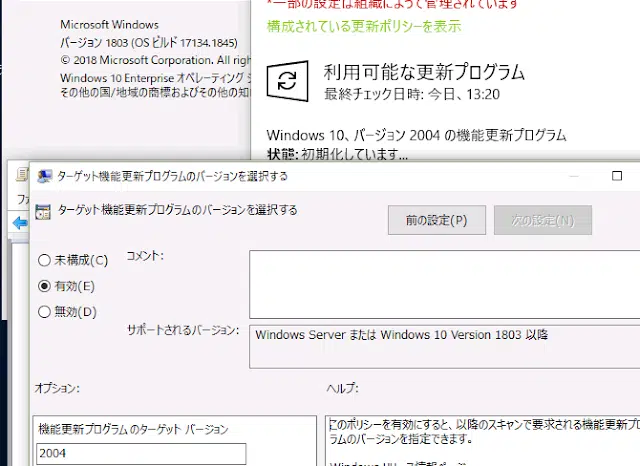 *一部の設定は組織によって管理されています
構成されている更新ポリシーを表示
Microsoft Windows
バージョン 1803 (OS ビルド 17134.1845)
© 2018 Microsoft Corporation. All righ
Windows 10 Enterprise オペレーティング
その他の国/地域の商標およびその他の知
利用可能な更新プログラム
最終チェック日時: 今日、13:20
Windows 10、バージョン 2004 の機能更新プログラム
状態: 初期化しています...
ターゲット機能更新プログラムのバージョンを選択する
ターゲット機能更新プログラムのバージョンを選択する
前の設定(P)
次の設定(N)
未構成(C)
有効(E)
無効(D)
コメント:
サポートされるバージョン:
Windows Server または Windows 10 Version 1803 以降
オプション:
ヘルプ:
機能更新プログラムのターゲット バージョン
2004
このポリシーを有効にすると、以降のスキャンで要求される機能更新プロ
ラムのバージョンを指定できます。